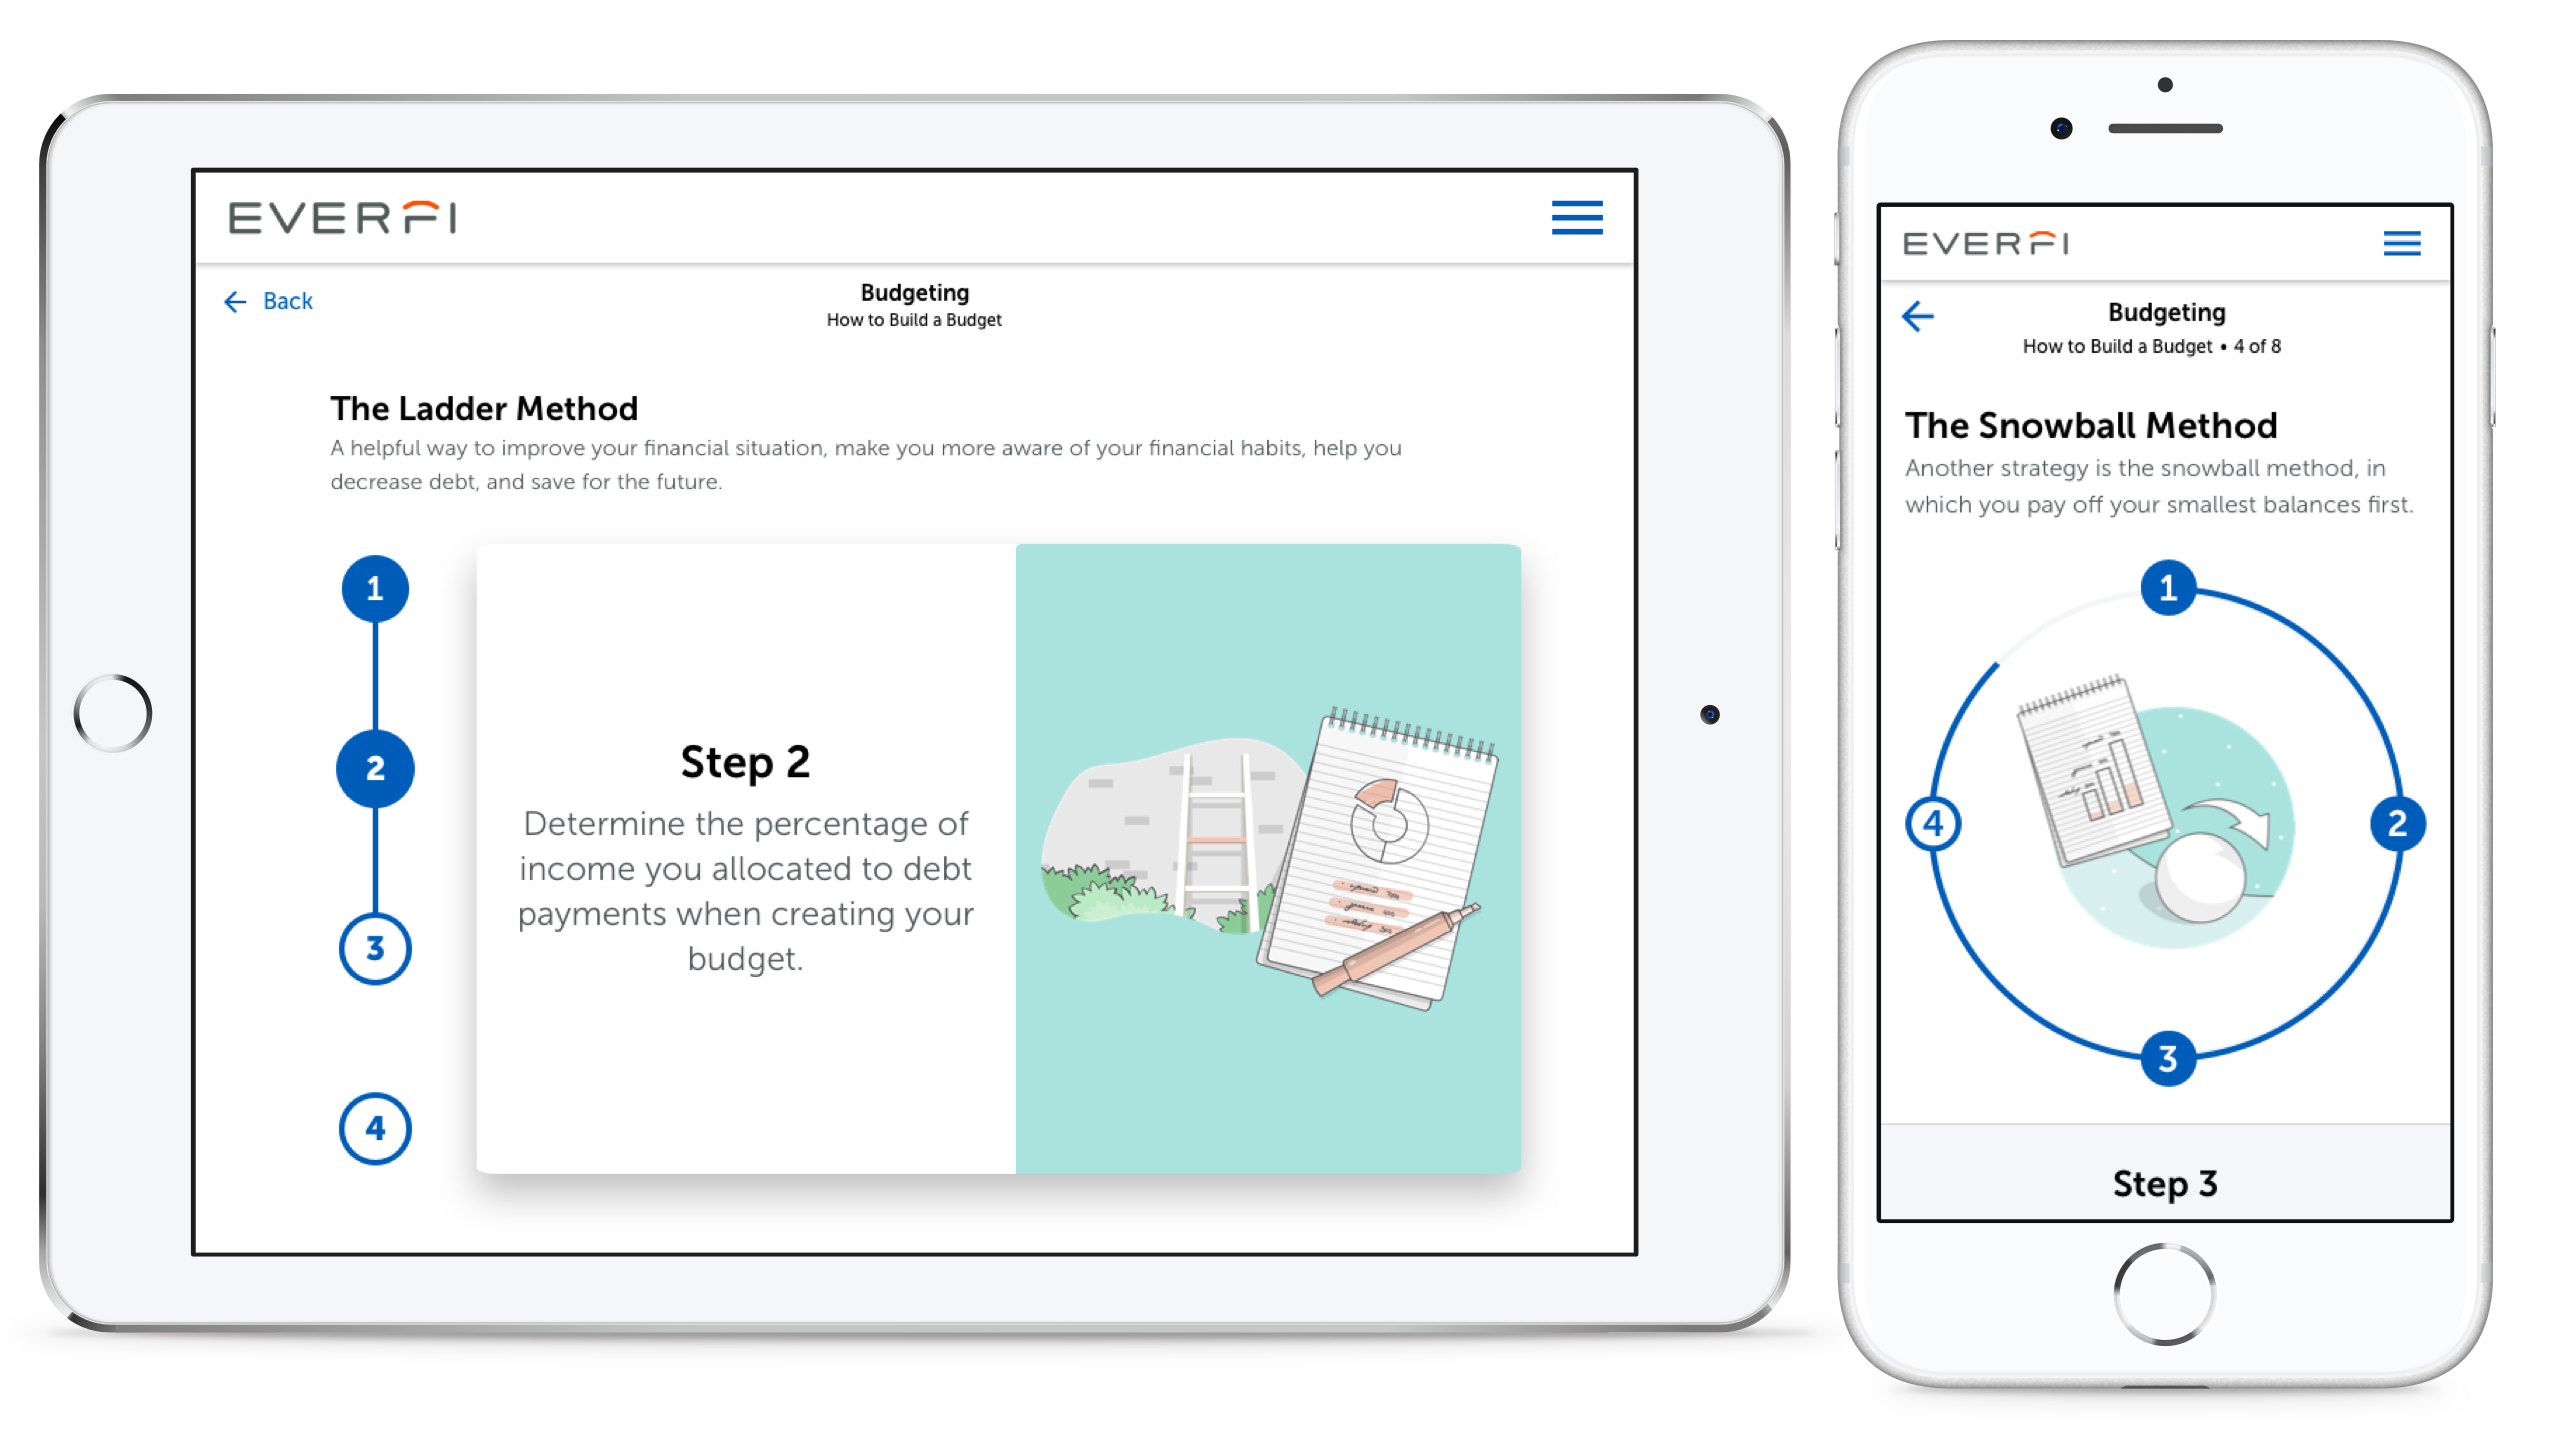 EVERFI
Back
Budgeting
How to Build a Budget
The Ladder Method
A helpful way to improve your financial situation, make you more aware of your financial habits, help you
decrease debt, and save for the future.
1
2
3
4
Step 2
Determine the percentage of
income you allocated to debt
payments when creating your
budget.
EVERFI
Budgeting
How to Build a Budget • 4 of 8
The Snowball Method
Another strategy is the snowball method, in
which you pay off your smallest balances first.
1
2
3
4
Step 3